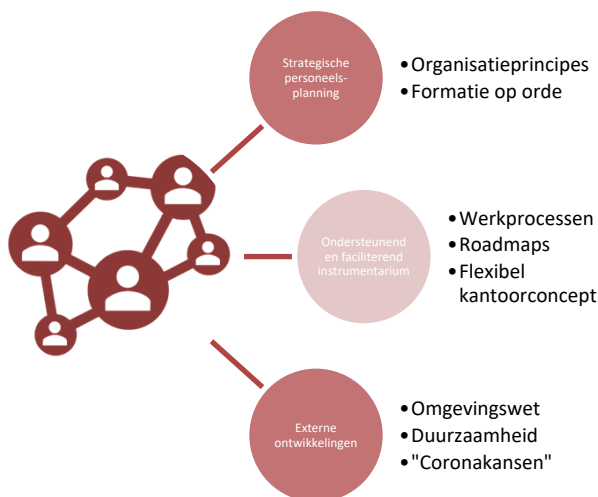 Strategische
personeels-
planning
•Organisatieprincipes
•Formatie op orde
Ondersteunend
en faciliterend
instrumentarium
•Werkprocessen
•Roadmaps
•Flexibel
kantoorconcept
Externe
ontwikkelingen
•Omgevingswet
•Duurzaamheid
•"Coronakansen"